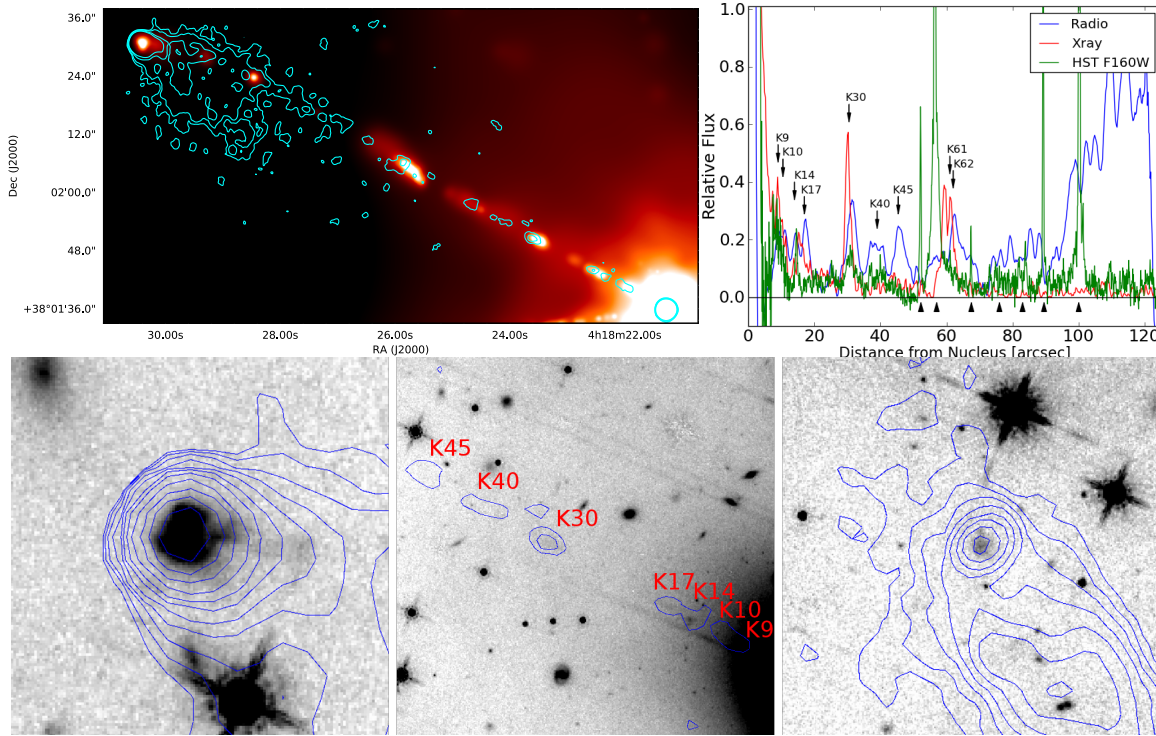 36.0"
24.0"
12.0"
02'00.0"
48.0"
+38°01'36.0"
Dec (J2000)
30.00s
28.00s
26.00s
24.00s
4h18m22.00s
RA (J2000)
1.0
0.8
0.6
0.4
0.2
0.0
Relative Flux
Radio
Xray
HST F160W
K9
K10
K14
K17
K30
K40
K45
K61
K62
0
20
40
60
80
100
120
Distance from Nucleus [arcsec]
K45
K40
K30
K17
K14
K10
K9